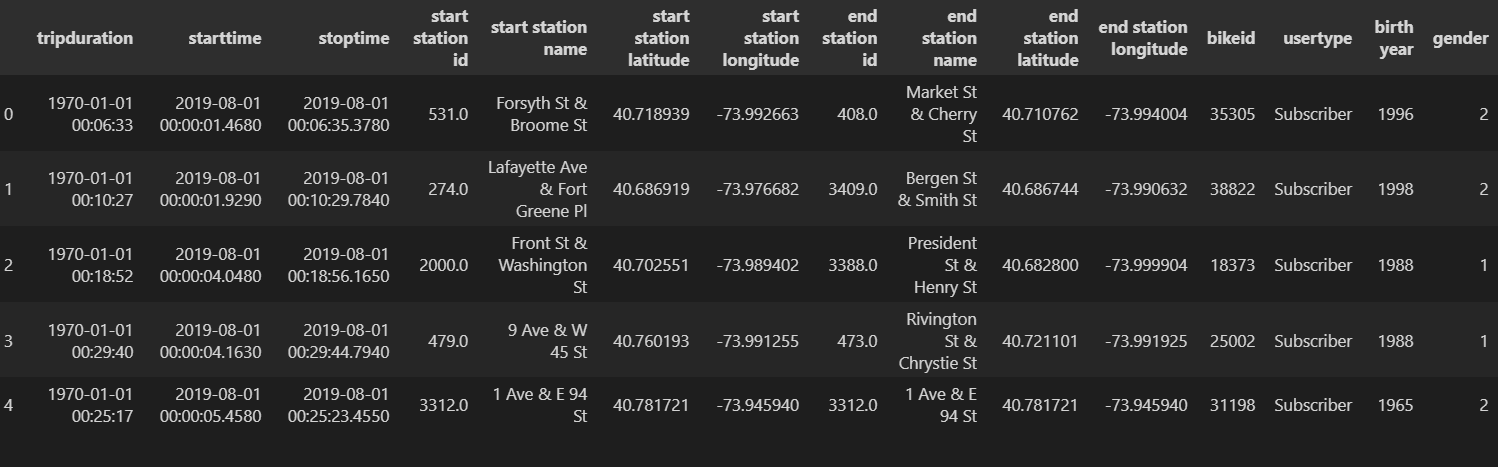 tripduration starttime stoptime start station id start station name start station latitude start station longitude end station id end station name end station latitude end station longitude bikeid usertype birth year gender
0 1970-01-01 00:06:33 2019-08-01 00:00:01.4680 2019-08-01 00:06:35.3780 531.0 Forsyth St & Broome St 40.718939 -73.992663 408.0 Market St & Cherry St 40.710762 -73.994004 35305 Subscriber 1996 2
1 1970-01-01 00:10:27 2019-08-01 00:00:01.9290 2019-08-01 00:10:29.7840 274.0 Lafayette Ave & Fort Greene Pl 40.686919 -73.976682 3409.0 Bergen St & Smith St 40.686744 -73.990632 38822 Subscriber 1998 2
2 1970-01-01 00:18:52 2019-08-01 00:00:04.0480 2019-08-01 00:18:56.1650 2000.0 Front St & Washington St 40.702551 -73.989402 3388.0 President St & Henry St 40.682800 -73.999904 18373 Subscriber 1988 1
3 1970-01-01 00:29:40 2019-08-01 00:00:04.1630 2019-08-01 00:29:44.7940 479.0 9 Ave & W 45 St 40.760193 -73.991255 473.0 Rivington St & Chrystie St 40.721101 -73.991925 25002 Subscriber 1988 1
4 1970-01-01 00:25:17 2019-08-01 00:00:05.4580 2019-08-01 00:25:23.4550 3312.0 1 Ave & E 94 St 40.781721 -73.945940 3312.0 1 Ave & E 94 St 40.781721 -73.945940 31198 Subscriber 1965 2